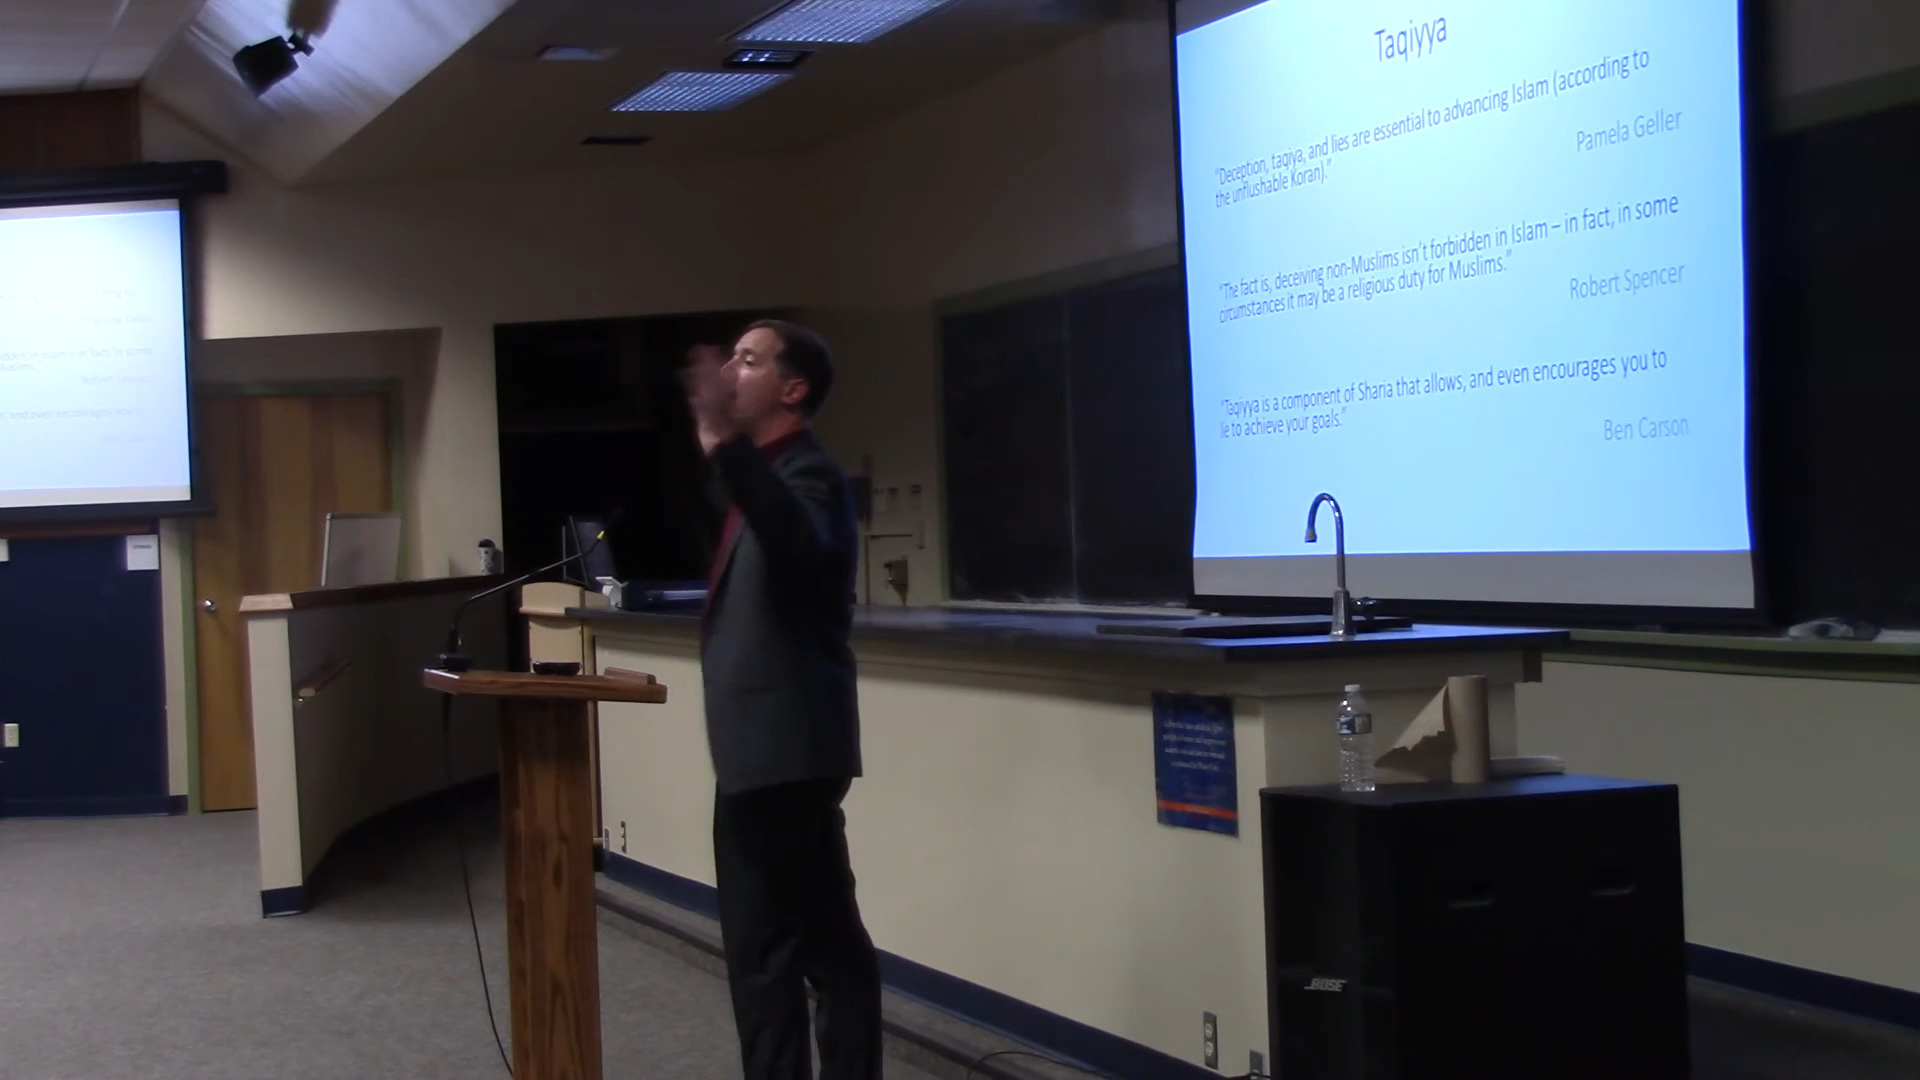 Taqiyya
"Deception, taqiya, and lies are essential to advancing Islam (according to
the unflushable Koran)."
Pamela Geller
"The fact is, deceiving non-Muslims isn't forbidden in Islam – in fact, in some
circumstances it may be a religious duty for Muslims."
Robert Spencer
"Taqiyya is a component of Sharia that allows, and even encourages you to
lie to achieve your goals."
Ben Carson
BOSE